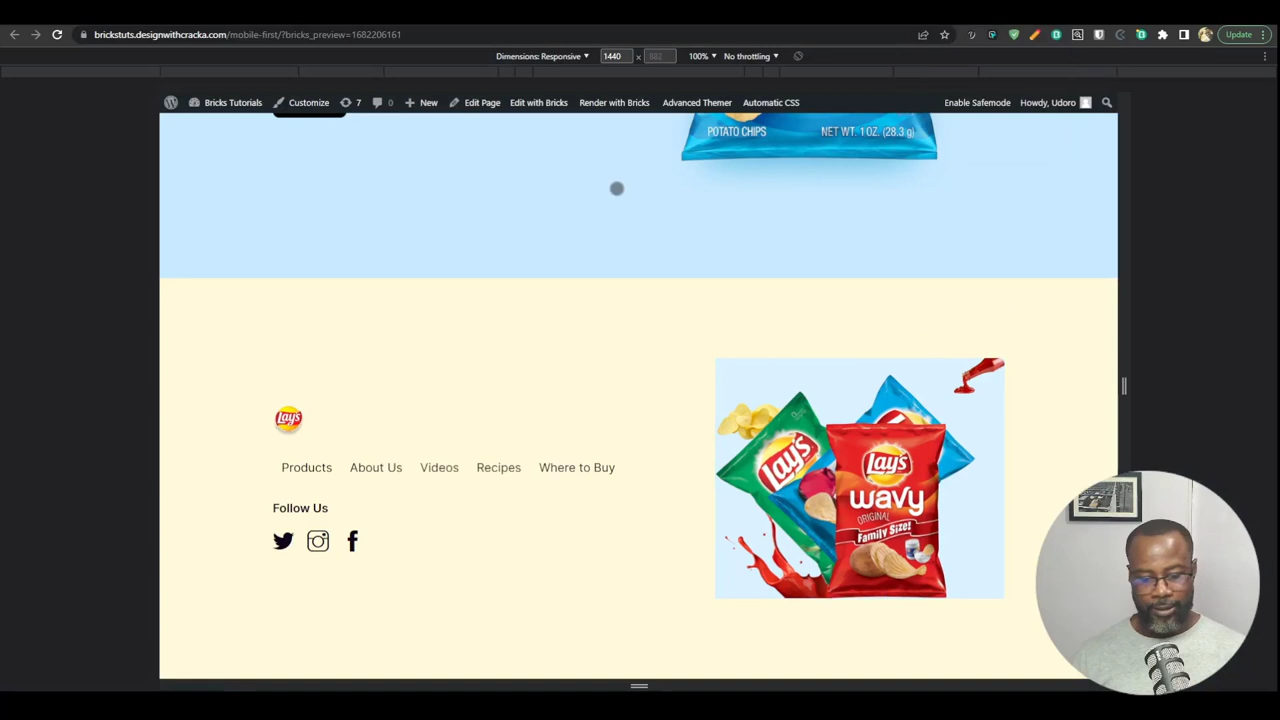 brickstuts.designwithcracka.com/mobile-first/?bricks_preview=1682206161
Update
Dimensions: Responsive 1440 × 882 100% No throttling
Bricks Tutorials Customize 7 0 New Edit Page Edit with Bricks Render with Bricks Advanced Themer Automatic CSS Enable Safemode Howdy, Udoro
POTATO CHIPS NET WT. 1 OZ. (28.3 g)
Lay's
Products About Us Videos Recipes Where to Buy
Follow Us
Lay's
Lay's
wavy
ORIGINAL
Family Size!